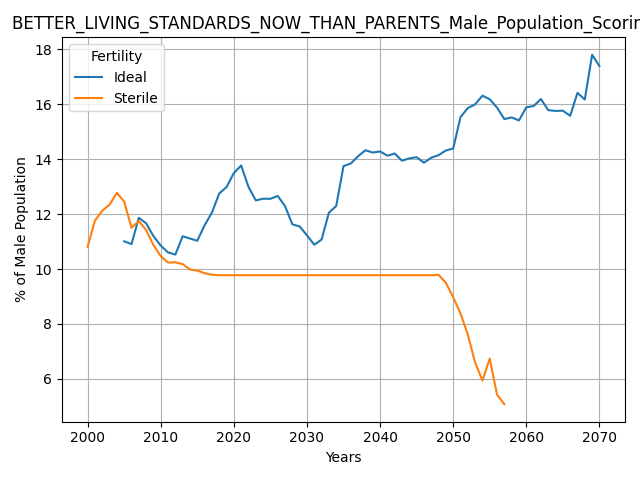 BETTER_LIVING_STANDARDS_NOW_THAN_PARENTS_Male_Population_Scorin
Fertility
Ideal
Sterile
% of Male Population
18
16
14
12
10
8
6
2000 2010 2020 2030 2040 2050 2060 2070
Years